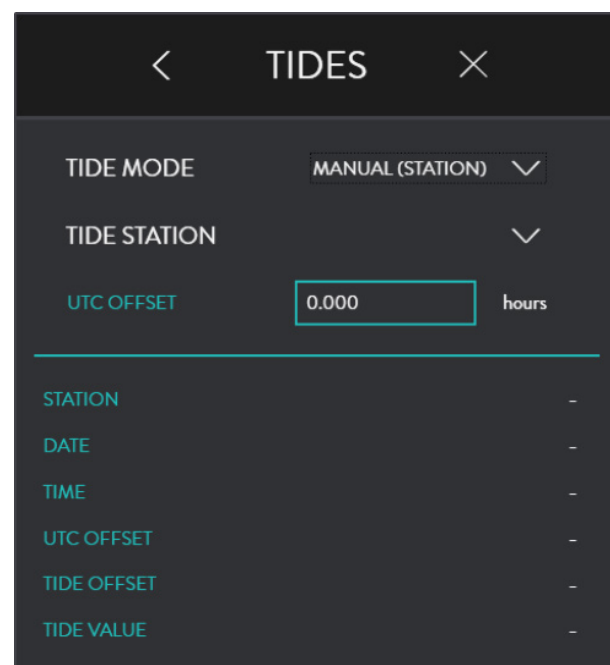 TIDES
TIDE MODE MANUAL (STATION)
TIDE STATION
UTC OFFSET 0.000 hours
STATION -
DATE -
TIME -
UTC OFFSET -
TIDE OFFSET -
TIDE VALUE -